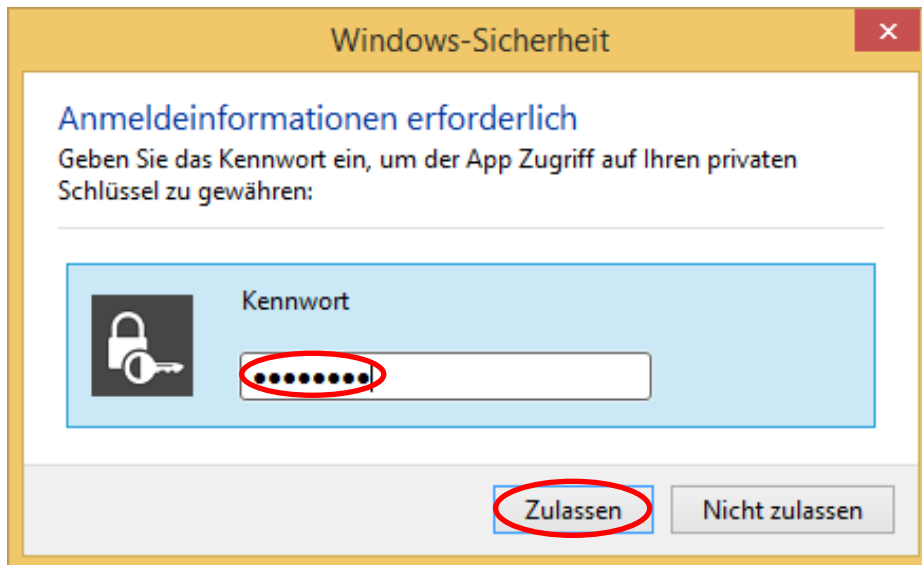 Windows-Sicherheit
Anmeldeinformationen erforderlich
Geben Sie das Kennwort ein, um der App Zugriff auf Ihren privaten
Schlüssel zu gewähren:
Kennwort
●●●●●●●●
Zulassen
Nicht zulassen